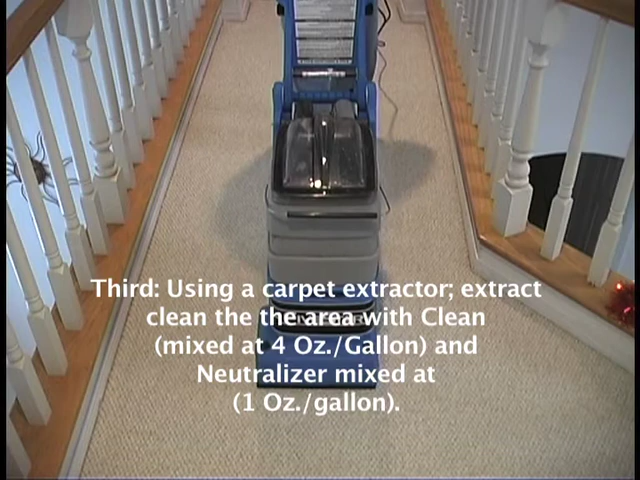 Third: Using a carpet extractor; extract
clean the the area with Clean
(mixed at 4 Oz./Gallon) and
Neutralizer mixed at
(1 Oz./gallon).